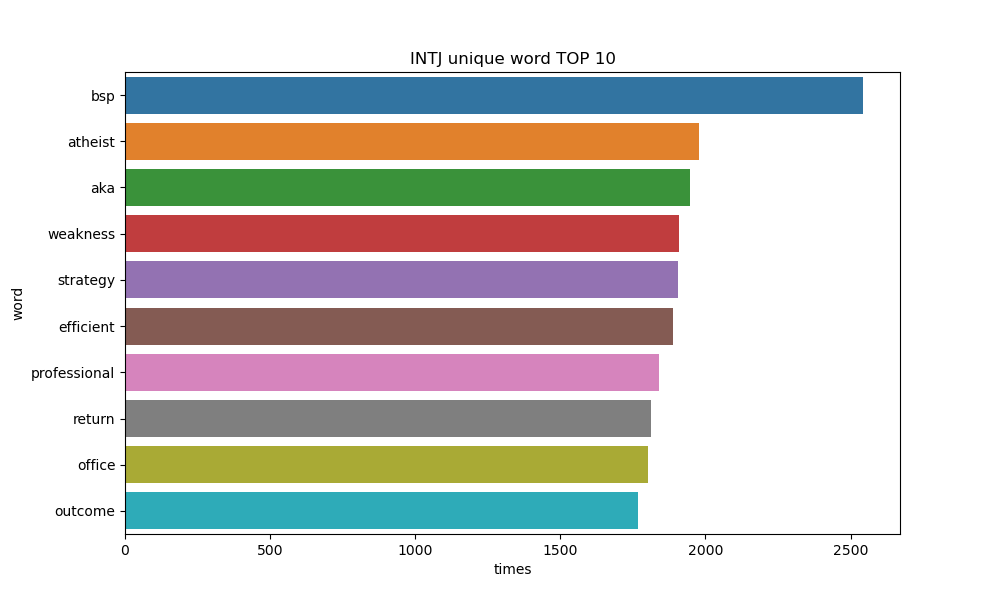 INTJ unique word TOP 10
word
bsp
atheist
aka
weakness
strategy
efficient
professional
return
office
outcome
0 500 1000 1500 2000 2500
times